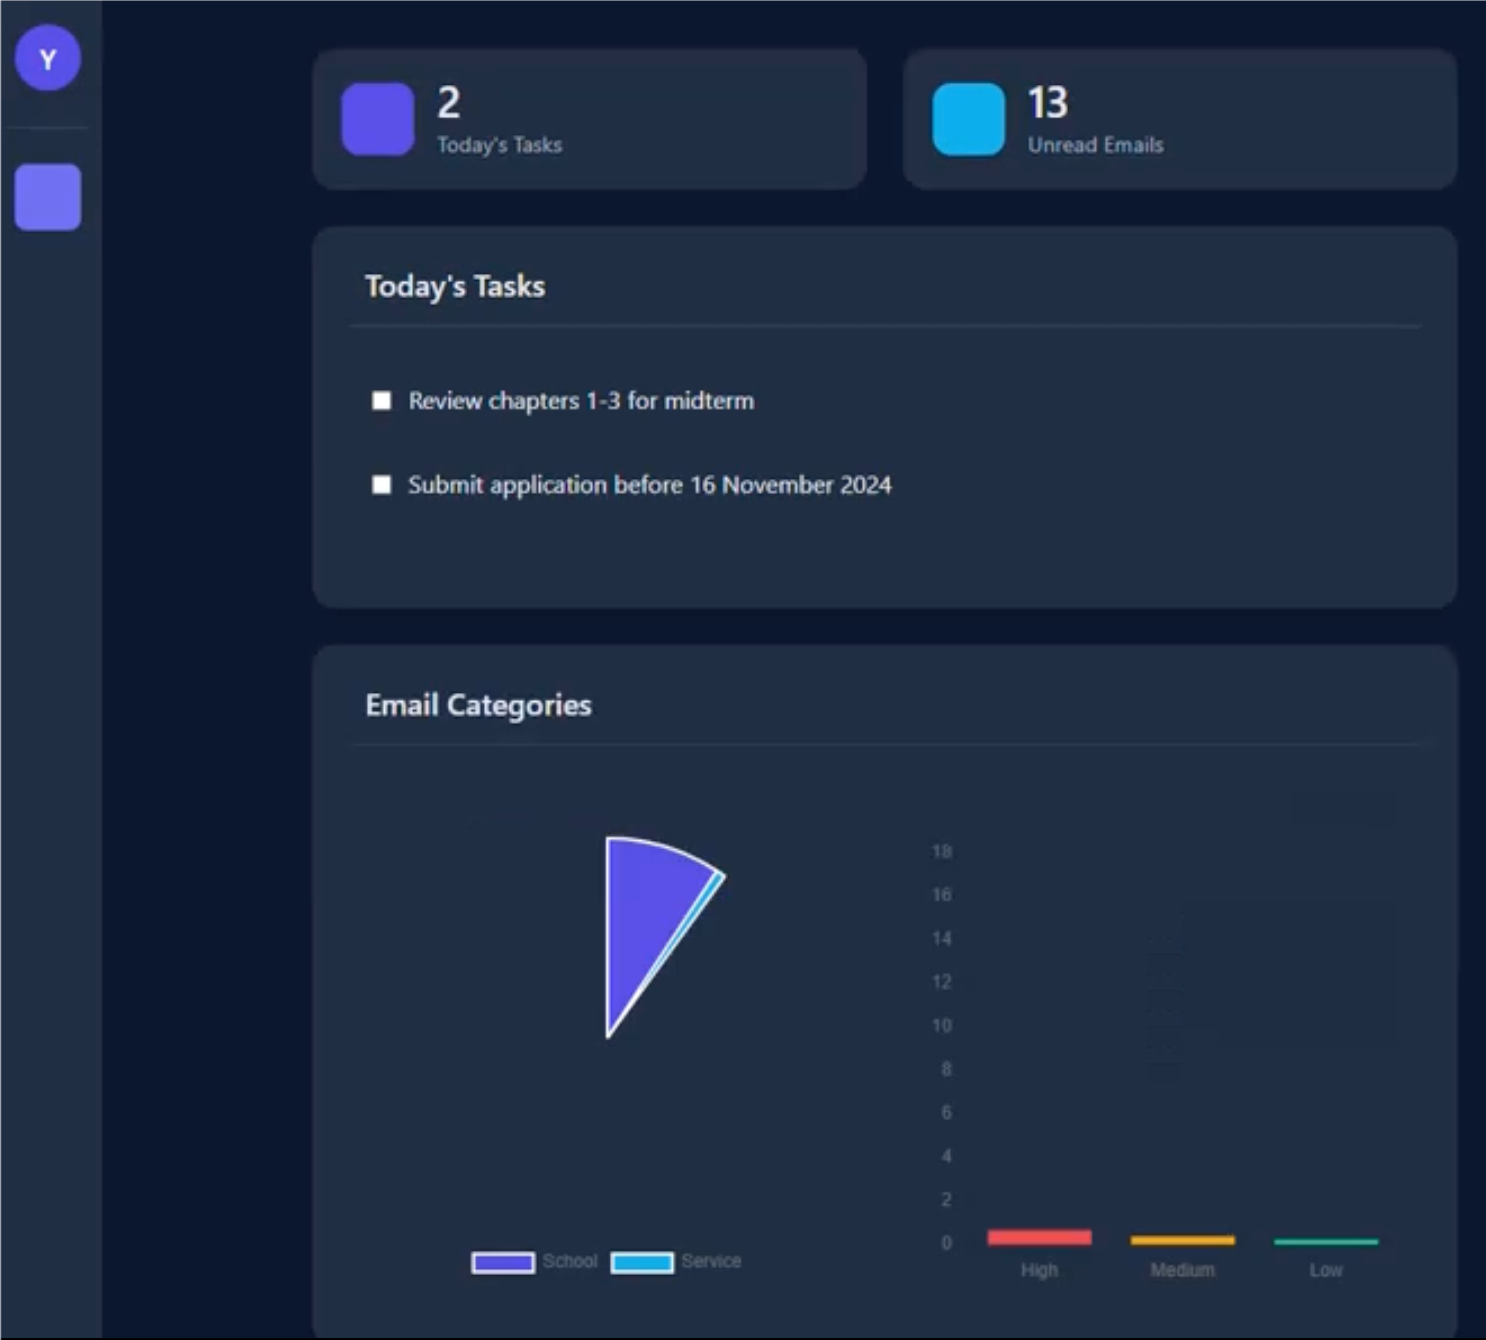 Y
2
Today's Tasks
13
Unread Emails
Today's Tasks
Review chapters 1-3 for midterm
Submit application before 16 November 2024
Email Categories
18
16
14
12
10
8
6
4
2
0
High Medium Low
School Service